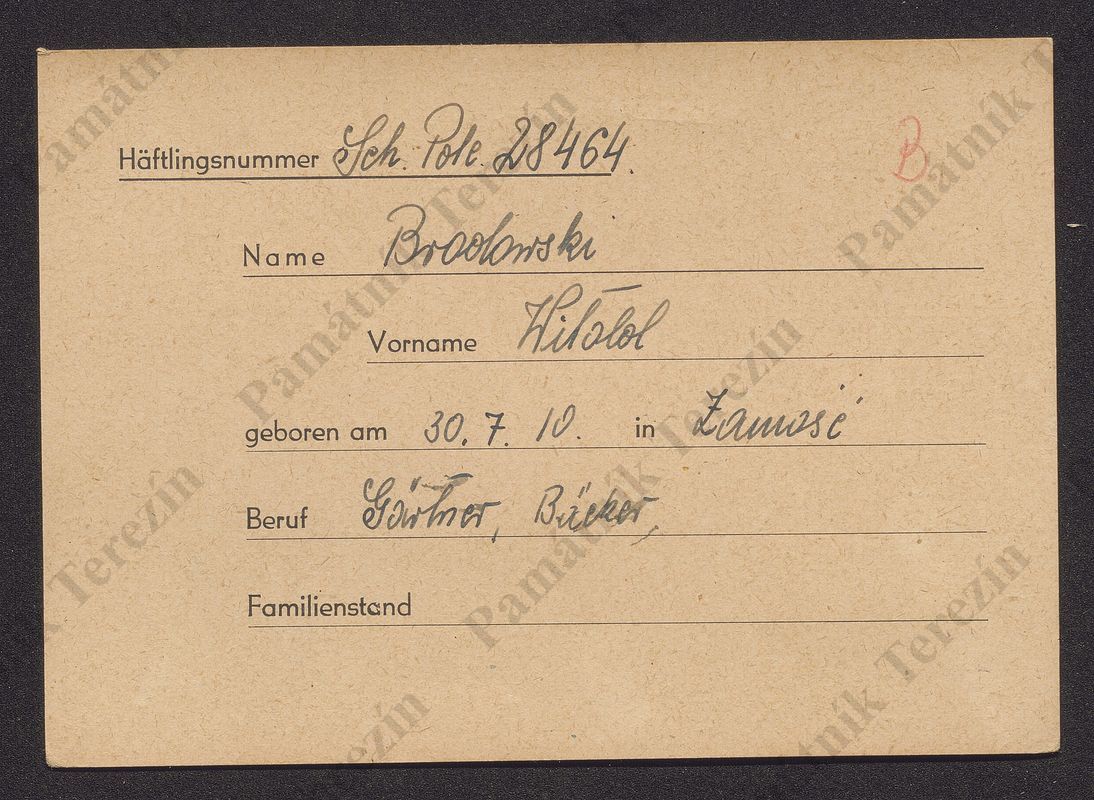 Häftlingsnummer Sch. Pole. 28464.
B
Name Brodowski
Vorname Witold
geboren am 30. 7. 10. in Zamość
Beruf Gärtner, Bäcker,
Familienstand
Památník Terezín